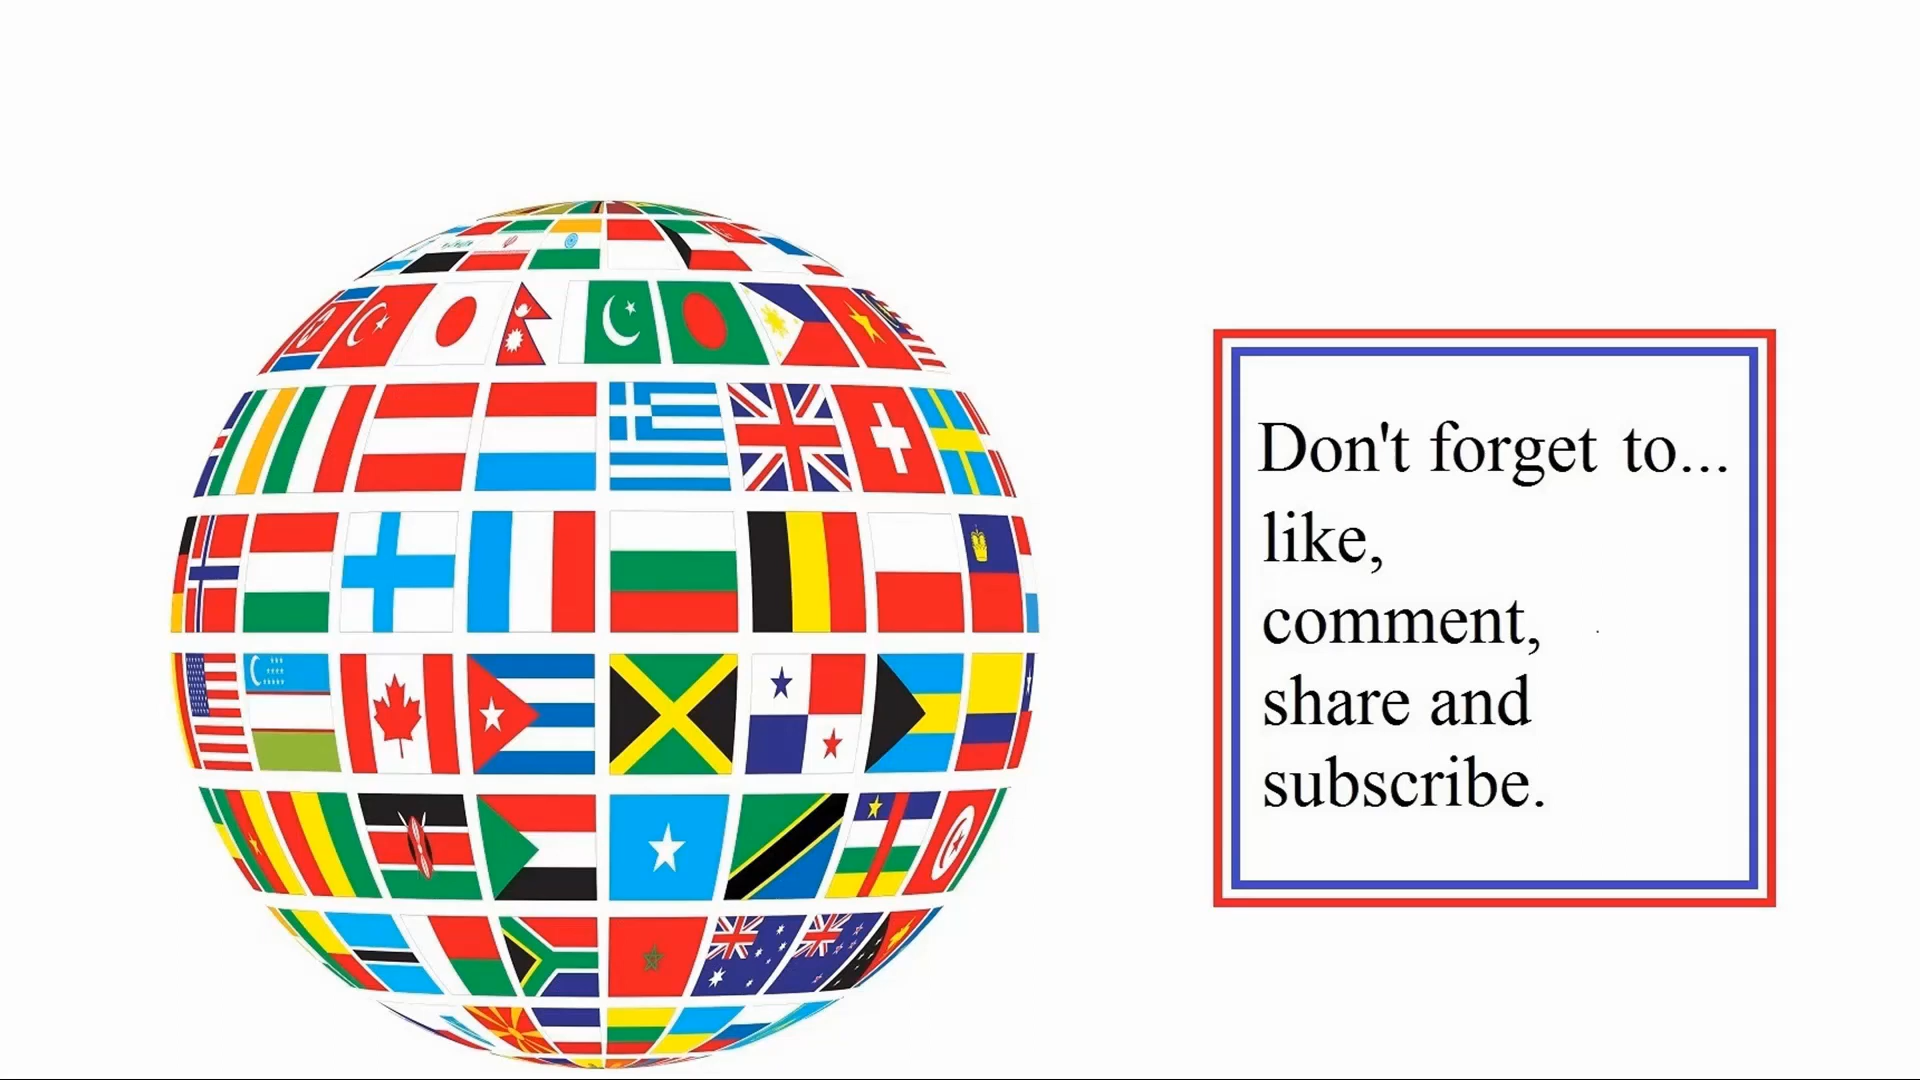 Don't forget to...
like,
comment,
share and
subscribe.